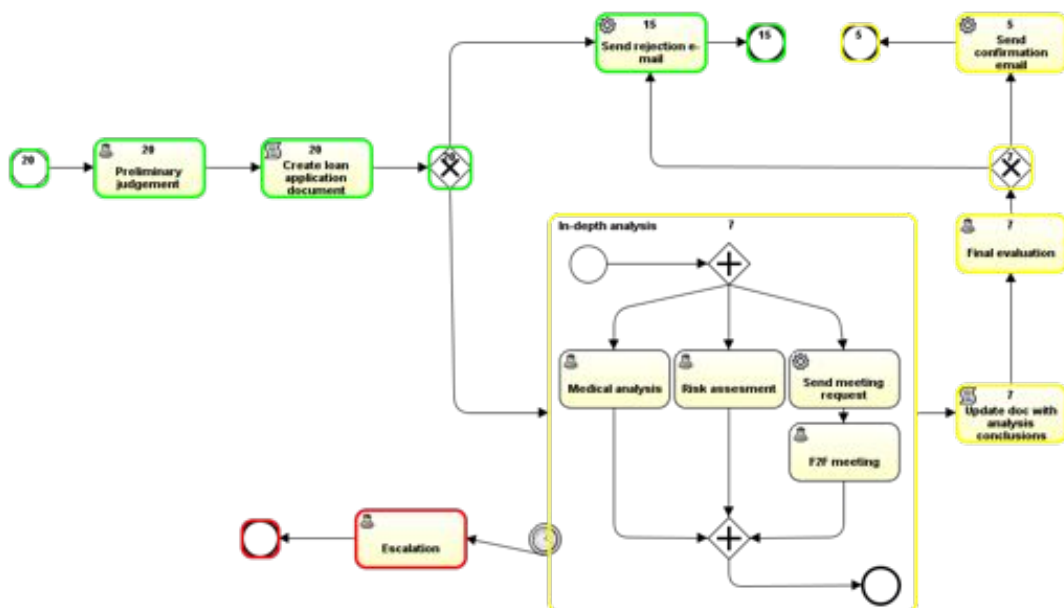 15
Send rejection e-
mail
15
5
5
Send
confirmation
email
20
20
Preliminary
judgement
20
Create loan
application
document
20
7
In-depth analysis
7
7
Final evaluation
Medical analysis
Risk assesment
Send meeting
request
7
Update doc with
analysis
conclusions
F2F meeting
Escalation